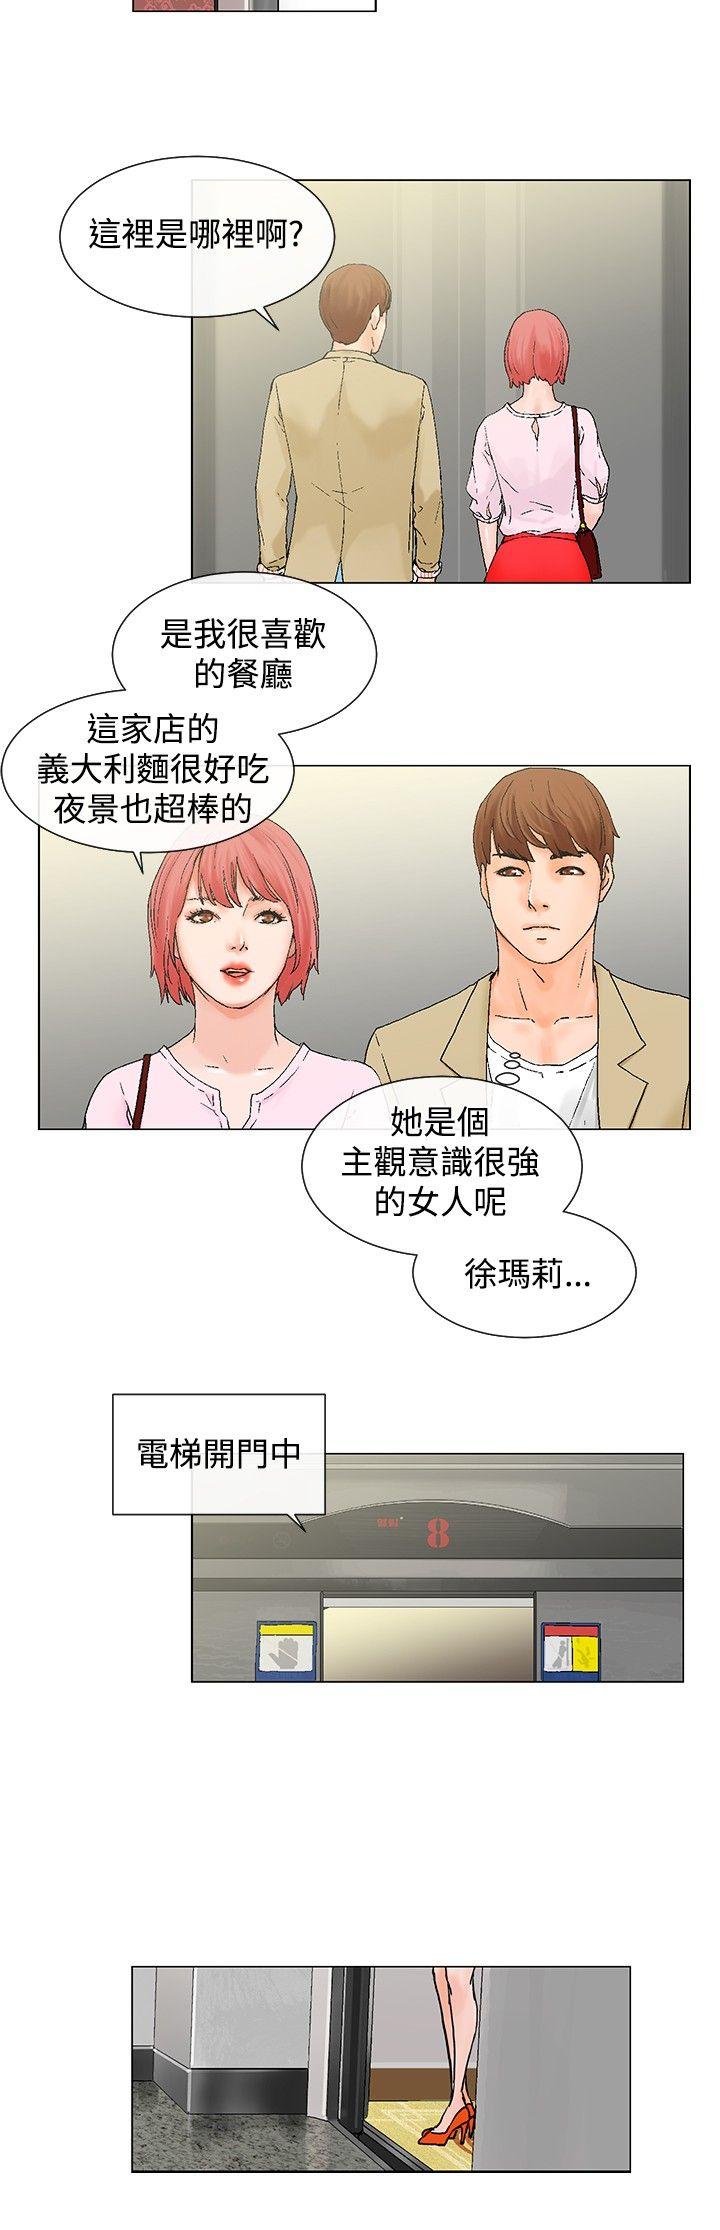 這裡是哪裡啊?
是我很喜歡
的餐廳
這家店的
義大利麵很好吃
夜景也超棒的
她是個
主觀意識很強
的女人呢
徐瑪莉...
電梯開門中
8